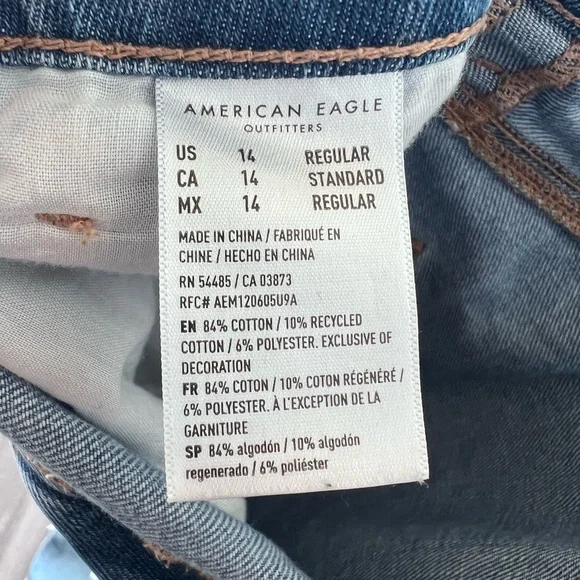 AMERICAN EAGLE
OUTFITTERS
US 14 REGULAR
CA 14 STANDARD
MX 14 REGULAR
MADE IN CHINA / FABRIQUÉ EN
CHINE / HECHO EN CHINA
RN 54485 / CA 03873
RFC# AEM120605U9A
EN 84% COTTON / 10% RECYCLED
COTTON / 6% POLYESTER. EXCLUSIVE OF
DECORATION
FR 84% COTON / 10% COTON RÉGÉNÉRÉ /
6% POLYESTER. À L'EXCEPTION DE LA
GARNITURE
SP 84% algodón / 10% algodón
regenerado / 6% poliéster